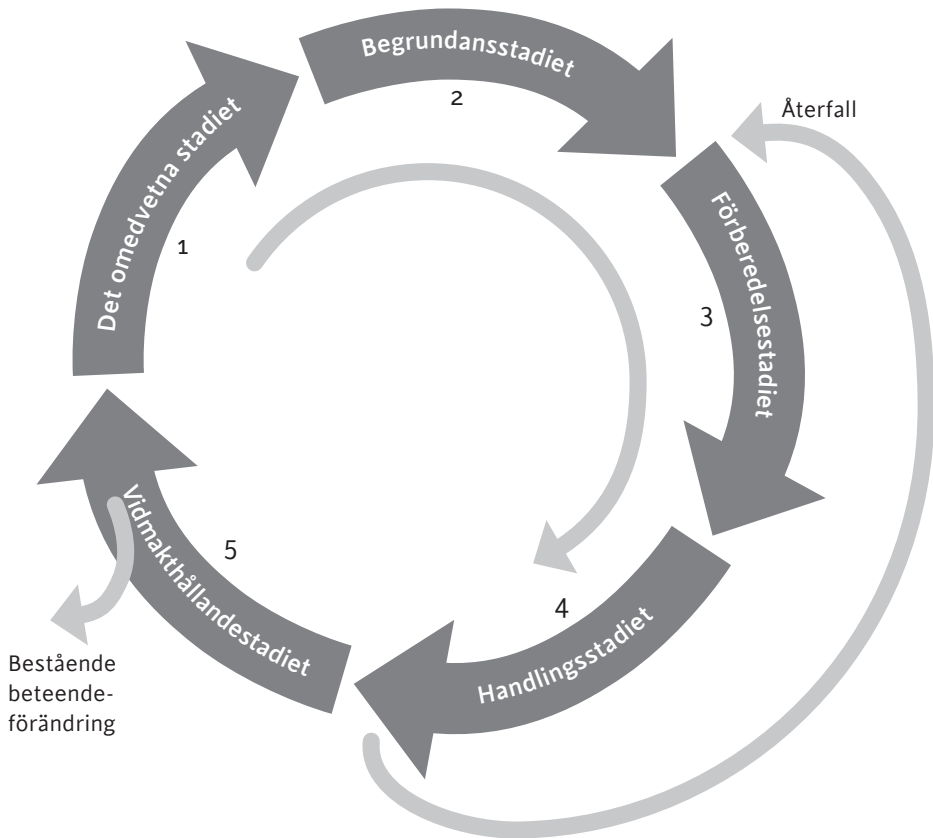 Det omedvetna stadiet
1
Begrundansstadiet
2
Återfall
Förberedelsestadiet
3
Handlingsstadiet
4
Vidmakthållandestadiet
5
Bestående
beteende-
förändring